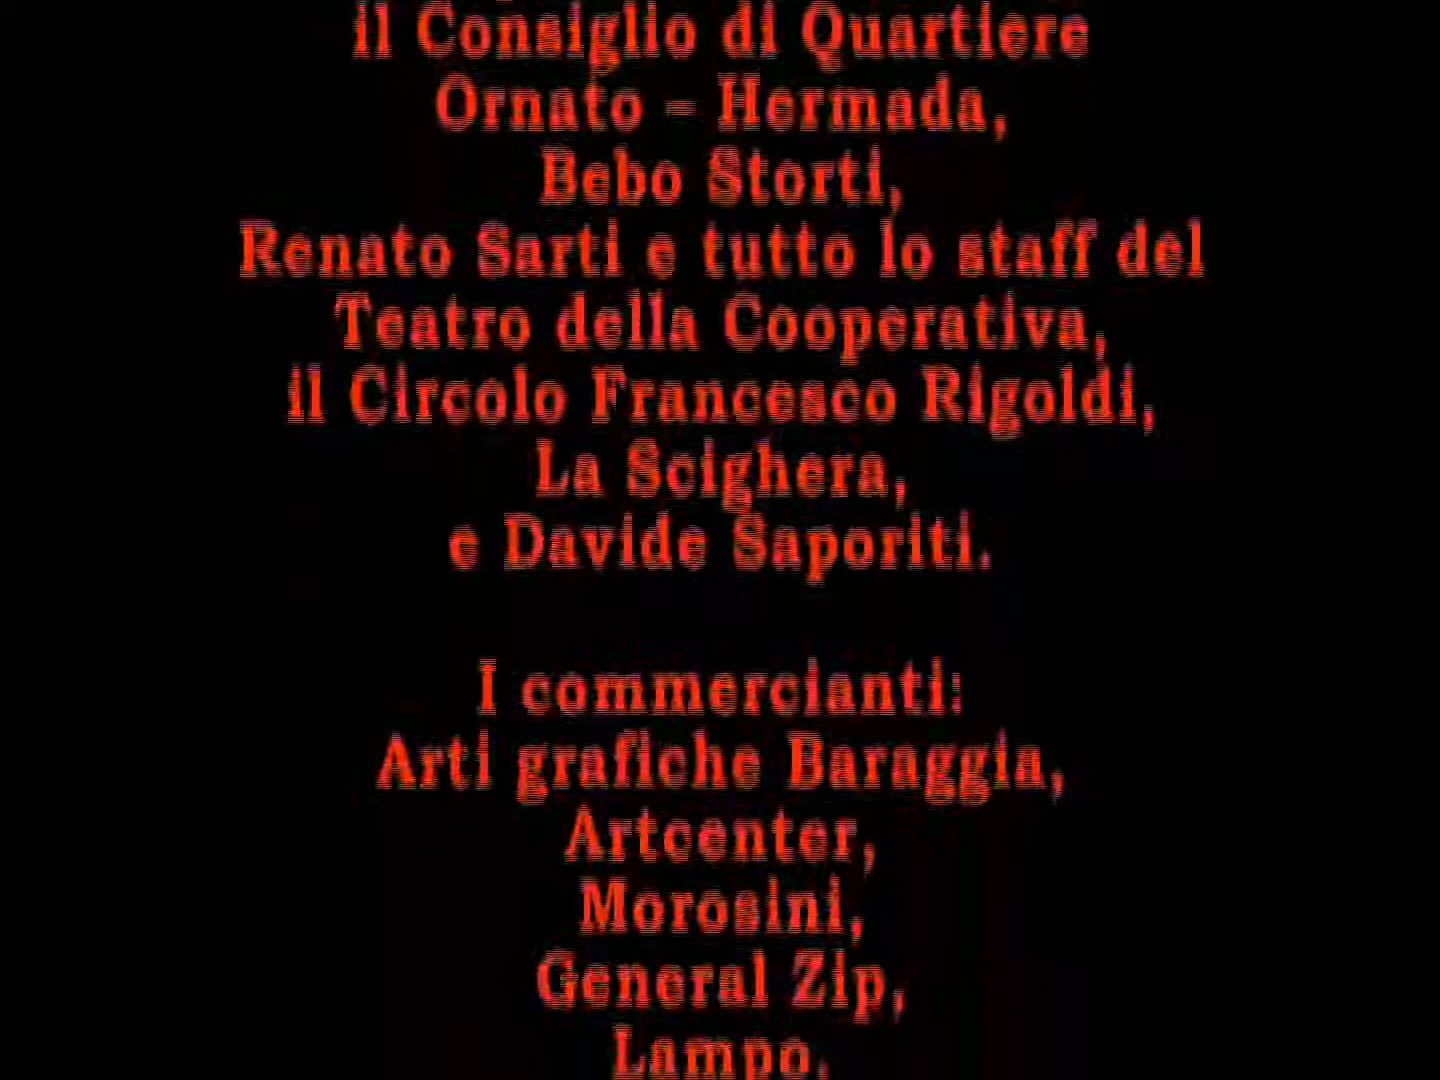 il Consiglio di Quartiere
Ornato - Hermada,
Bebo Storti,
Renato Sarti e tutto lo staff del
Teatro della Cooperativa,
il Circolo Francesco Rigoldi,
La Scighera,
e Davide Saporiti.
I commercianti:
Arti grafiche Baraggia,
Artcenter,
Morosini,
General Zip,
Lampo,